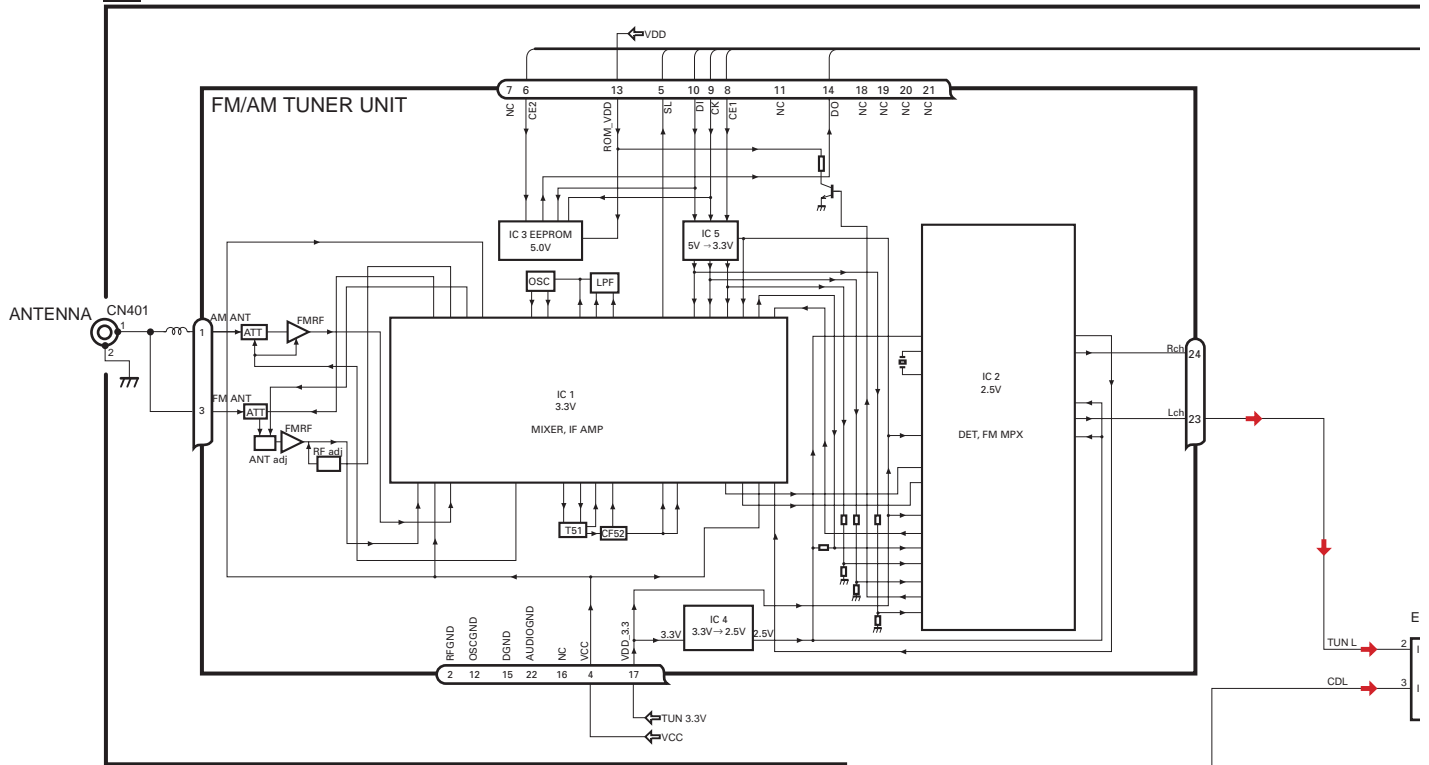 VDD
7 6 13 5 10 9 8 11 14 18 19 20 21
NC
CE2
ROM_VDD
SL
DI
CK
CE1
NC
DO
NC
NC
NC
NC
FM/AM TUNER UNIT
IC 3 EEPROM
5.0V
IC 5
5V → 3.3V
OSC
LPF
ANTENNA
CN401
1
2
1
AM ANT
ATT
FMRF
3
FM ANT
ATT
FMRF
ANT adj
RF adj
IC 1
3.3V
MIXER, IF AMP
IC 2
2.5V
DET, FM MPX
Rch
24
Lch
23
T51
CF52
IC 4
3.3V → 2.5V
3.3V
2.5V
RFGND
OSCGND
DGND
AUDIOGND
NC
VCC
VDD_3.3
2 12 15 22 16 4 17
TUN 3.3V
VCC
E
TUN L
2
CDL
3